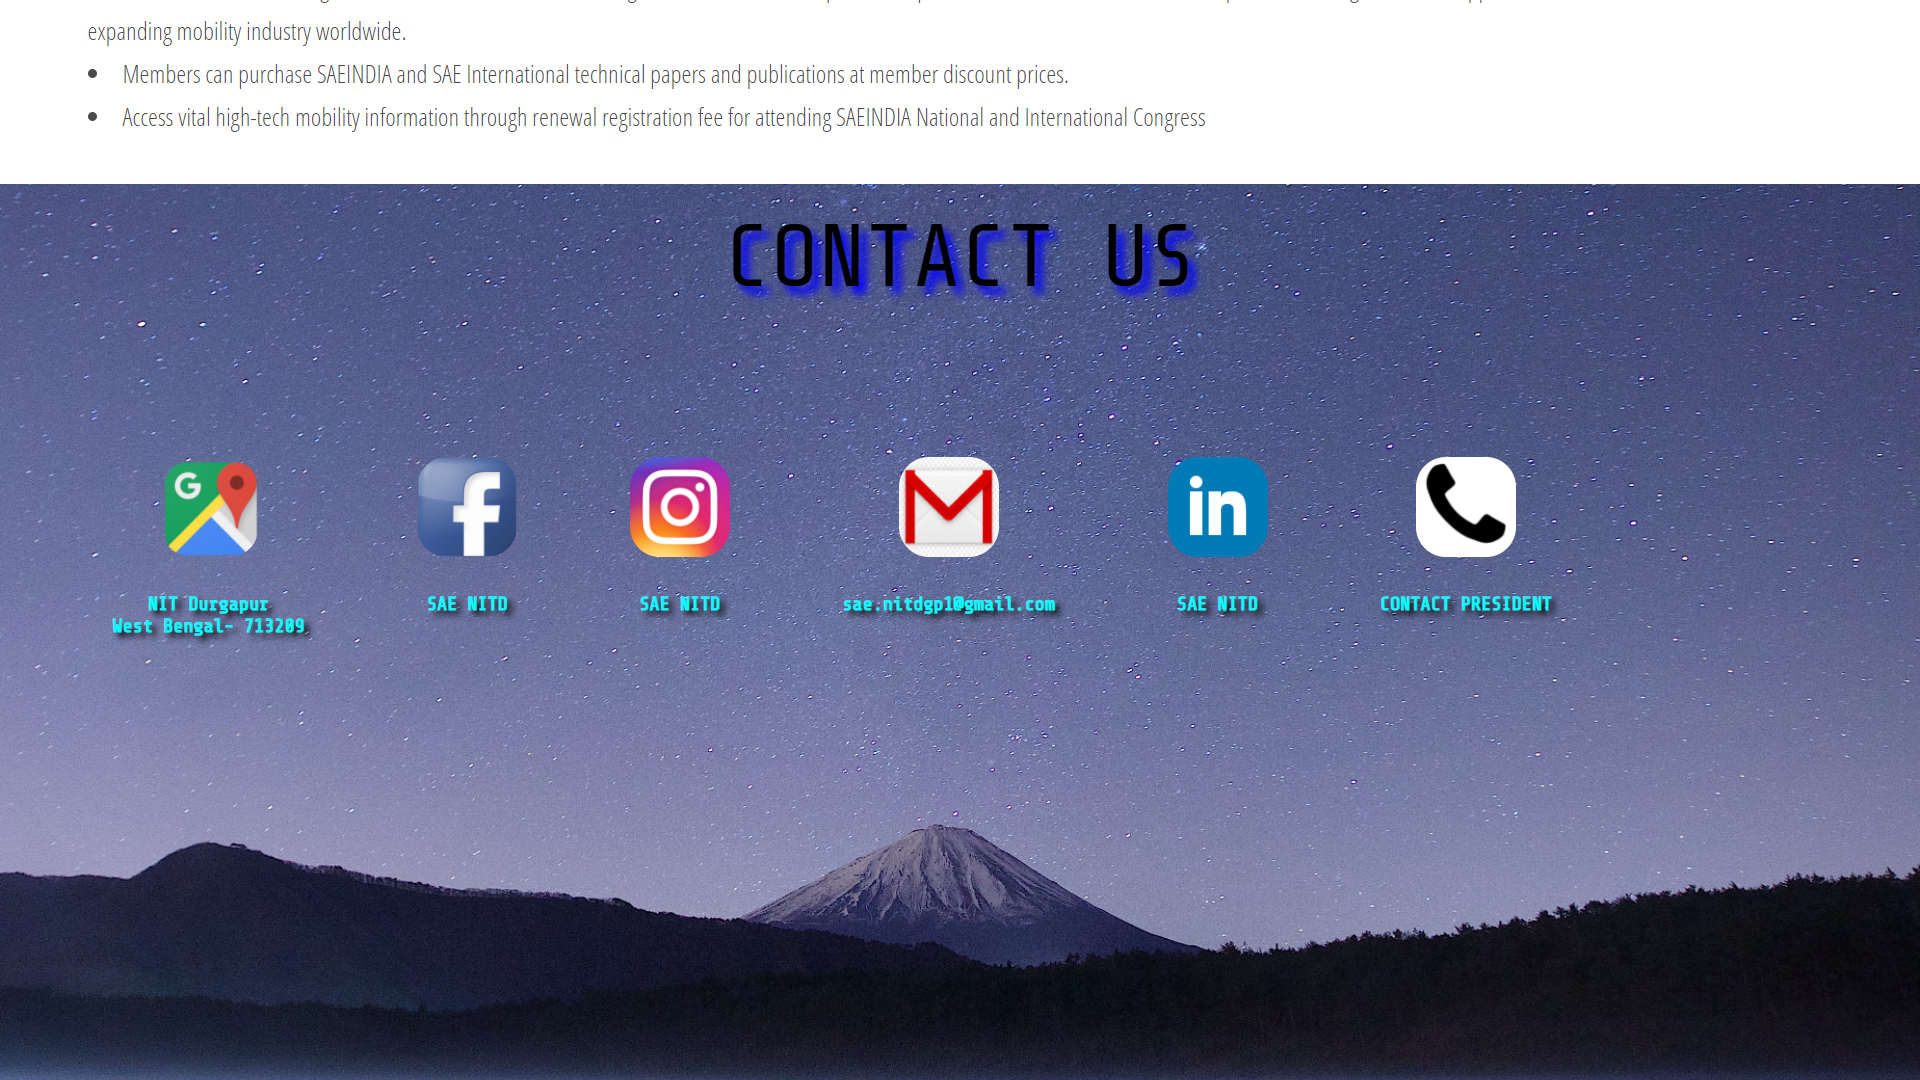 expanding mobility industry worldwide.
• Members can purchase SAEINDIA and SAE International technical papers and publications at member discount prices.
• Access vital high-tech mobility information through renewal registration fee for attending SAEINDIA National and International Congress
CONTACT US
NIT Durgapur
West Bengal- 713209
SAE NITD
SAE NITD
sae.nitdgp1@gmail.com
SAE NITD
CONTACT PRESIDENT